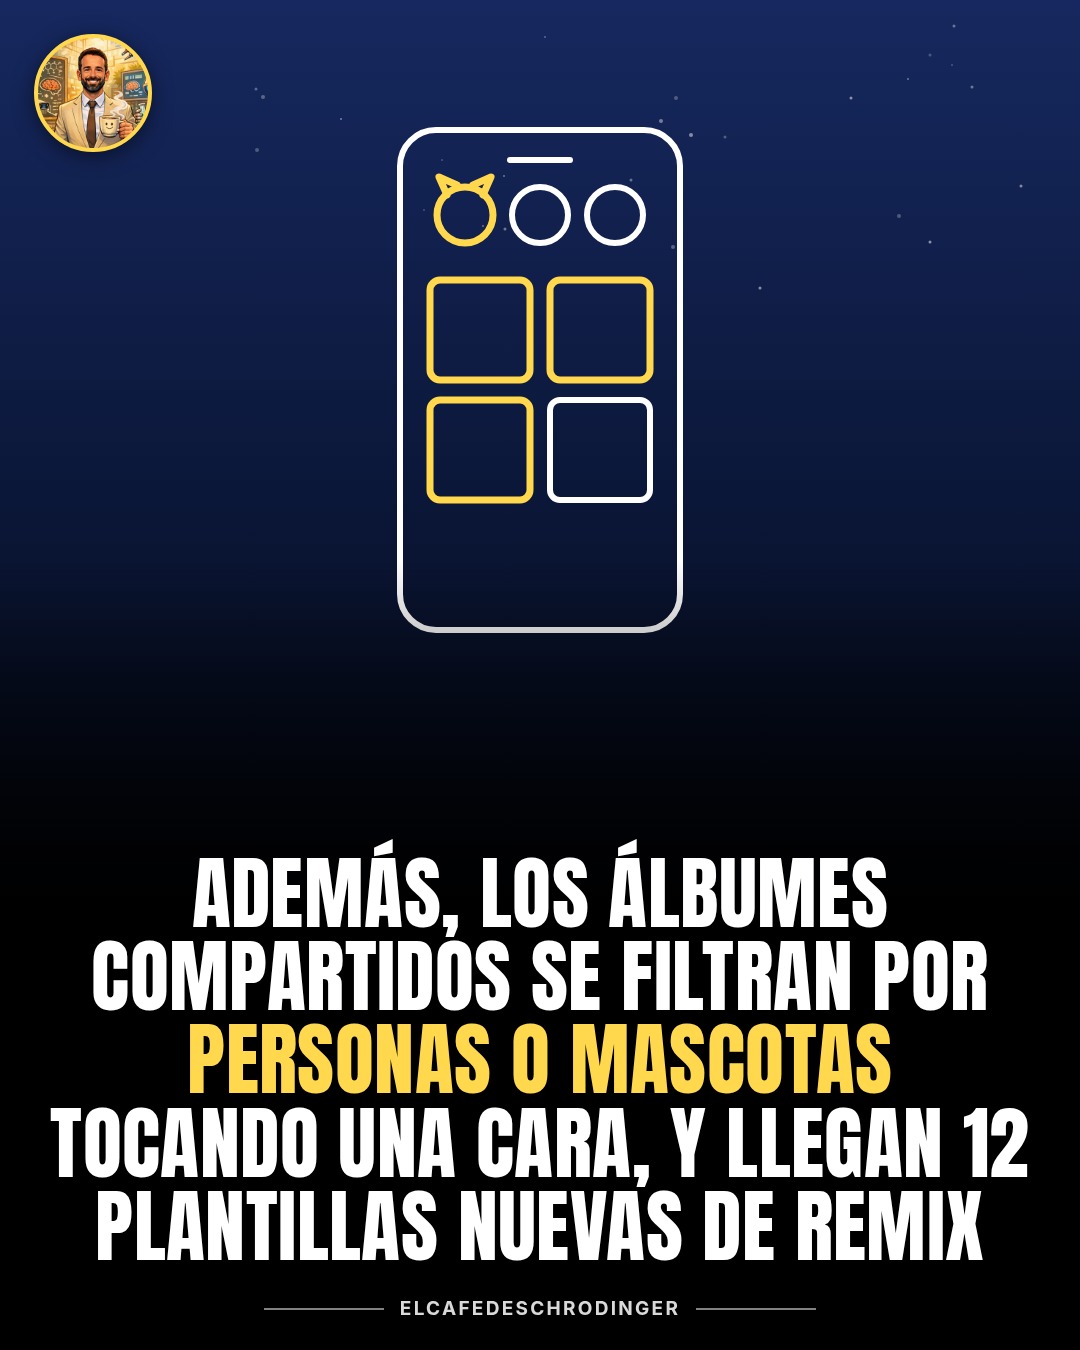 ADEMÁS, LOS ÁLBUMES
COMPARTIDOS SE FILTRAN POR
PERSONAS O MASCOTAS
TOCANDO UNA CARA, Y LLEGAN 12
PLANTILLAS NUEVAS DE REMIX
ELCAFEDESCHRODINGER